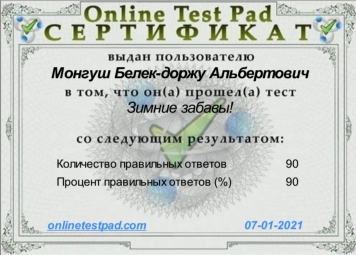 Online Test Pad
СЕРТИФИКАТ
выдан пользователю
Монгуш Белек-доржу Альбертович
в том, что он(а) прошел(а) тест
Зимние забавы!
со следующим результатом:
Количество правильных ответов 90
Процент правильных ответов (%) 90
onlinetestpad.com 07-01-2021